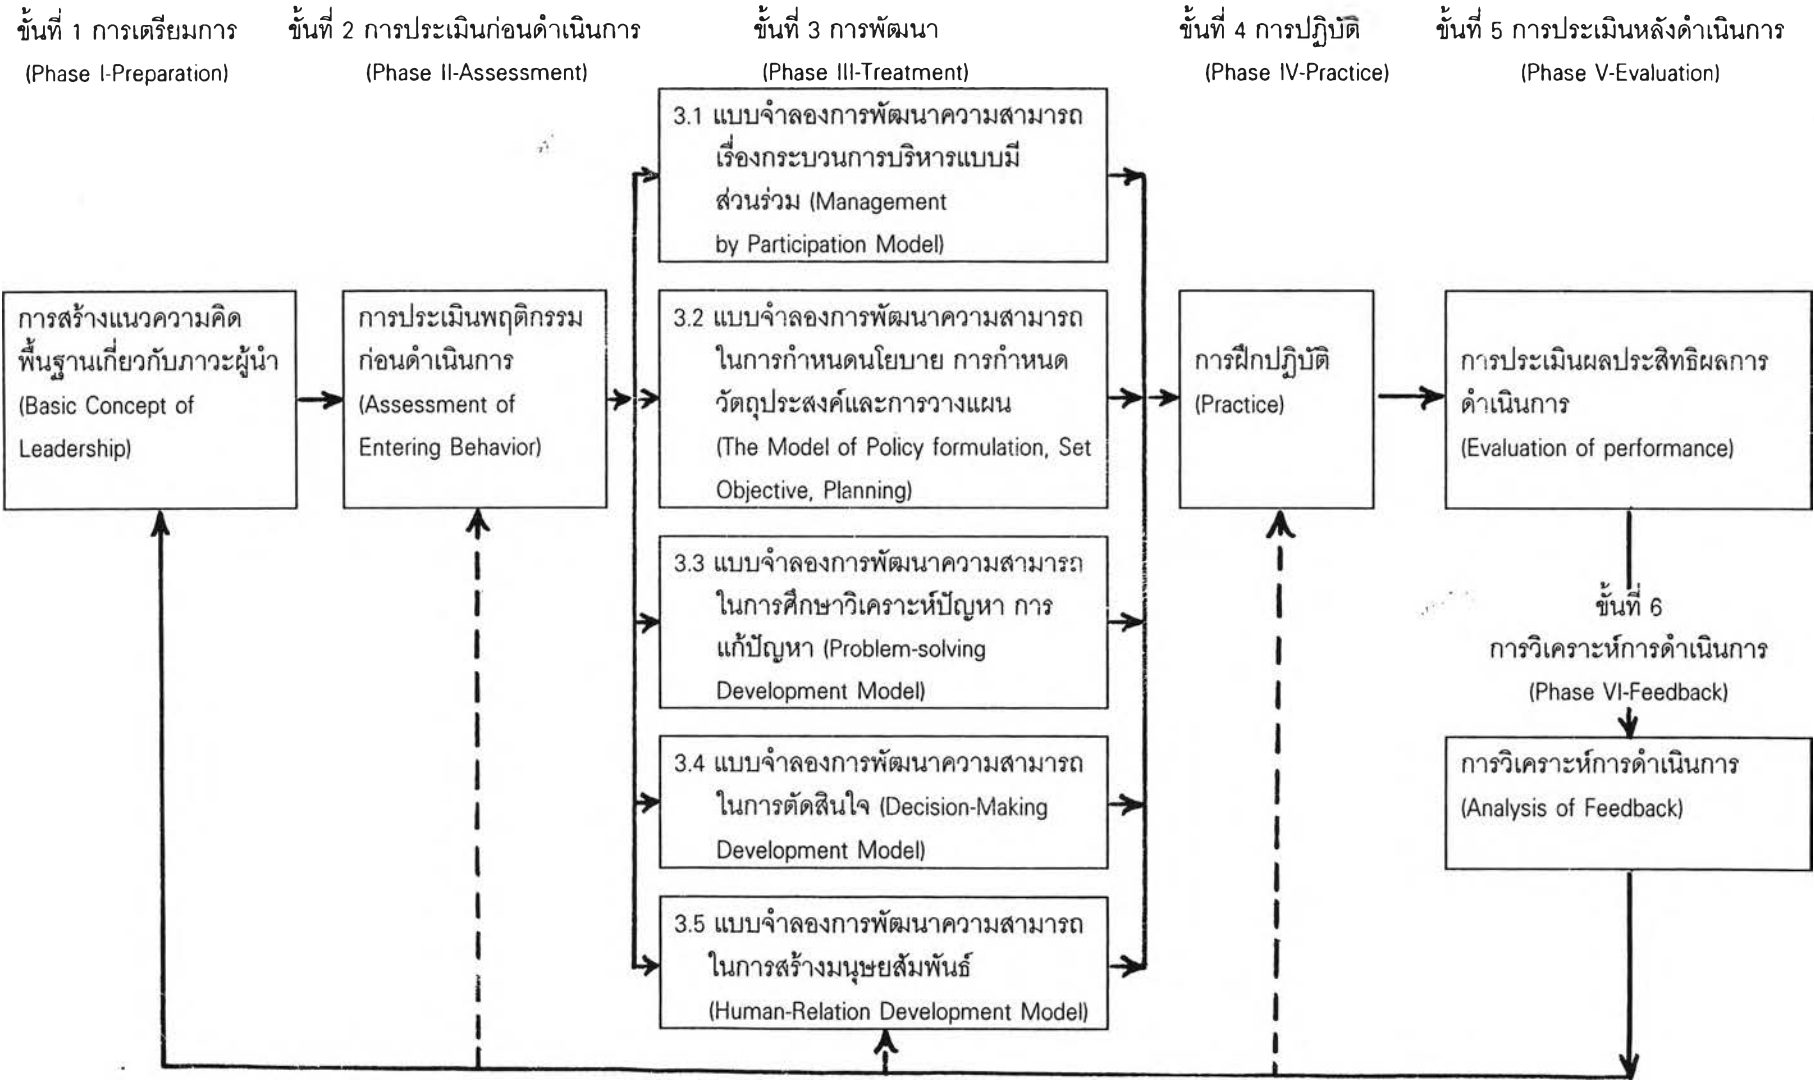 ขั้นที่ 1 การเตรียมการ
(Phase I-Preparation)
ขั้นที่ 2 การประเมินก่อนดำเนินการ
(Phase II-Assessment)
ขั้นที่ 3 การพัฒนา
(Phase III-Treatment)
ขั้นที่ 4 การปฏิบัติ
(Phase IV-Practice)
ขั้นที่ 5 การประเมินหลังดำเนินการ
(Phase V-Evaluation)
การสร้างแนวความคิด
พื้นฐานเกี่ยวกับภาวะผู้นำ
(Basic Concept of
Leadership)
การประเมินพฤติกรรม
ก่อนดำเนินการ
(Assessment of
Entering Behavior)
3.1 แบบจำลองการพัฒนาความสามารถ
เรื่องกระบวนการบริหารแบบมี
ส่วนร่วม (Management
by Participation Model)
3.2 แบบจำลองการพัฒนาความสามารถ
ในการกำหนดนโยบาย การกำหนด
วัตถุประสงค์และการวางแผน
(The Model of Policy formulation, Set
Objective, Planning)
3.3 แบบจำลองการพัฒนาความสามารถ
ในการศึกษาวิเคราะห์ปัญหา การ
แก้ปัญหา (Problem-solving
Development Model)
3.4 แบบจำลองการพัฒนาความสามารถ
ในการตัดสินใจ (Decision-Making
Development Model)
3.5 แบบจำลองการพัฒนาความสามารถ
ในการสร้างมนุษยสัมพันธ์
(Human-Relation Development Model)
การฝึกปฏิบัติ
(Practice)
การประเมินผลประสิทธิผลการ
ดำเนินการ
(Evaluation of performance)
ขั้นที่ 6
การวิเคราะห์การดำเนินการ
(Phase VI-Feedback)
การวิเคราะห์การดำเนินการ
(Analysis of Feedback)